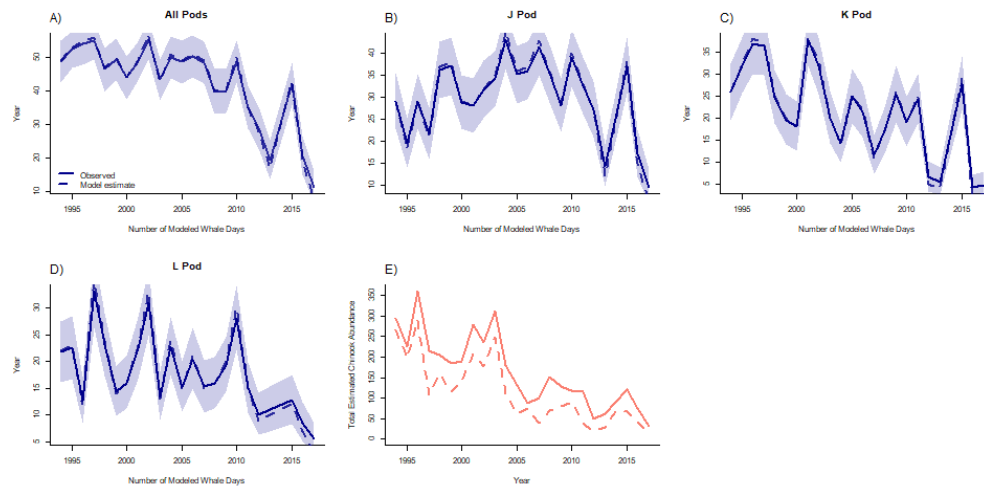 A) All Pods
Year
10 20 30 40 50
Observed
Model estimate
1995 2000 2005 2010 2015
Number of Modeled Whale Days
B) J Pod
Year
10 15 20 25 30 35 40
1995 2000 2005 2010 2015
Number of Modeled Whale Days
C) K Pod
Year
5 10 15 20 25 30 35
1995 2000 2005 2010 2015
Number of Modeled Whale Days
D) L Pod
Year
5 10 15 20 25 30
1995 2000 2005 2010 2015
Number of Modeled Whale Days
E)
Total Estimated Chinook Abundance
0 50 100 150 200 250 300 350
1995 2000 2005 2010 2015
Year